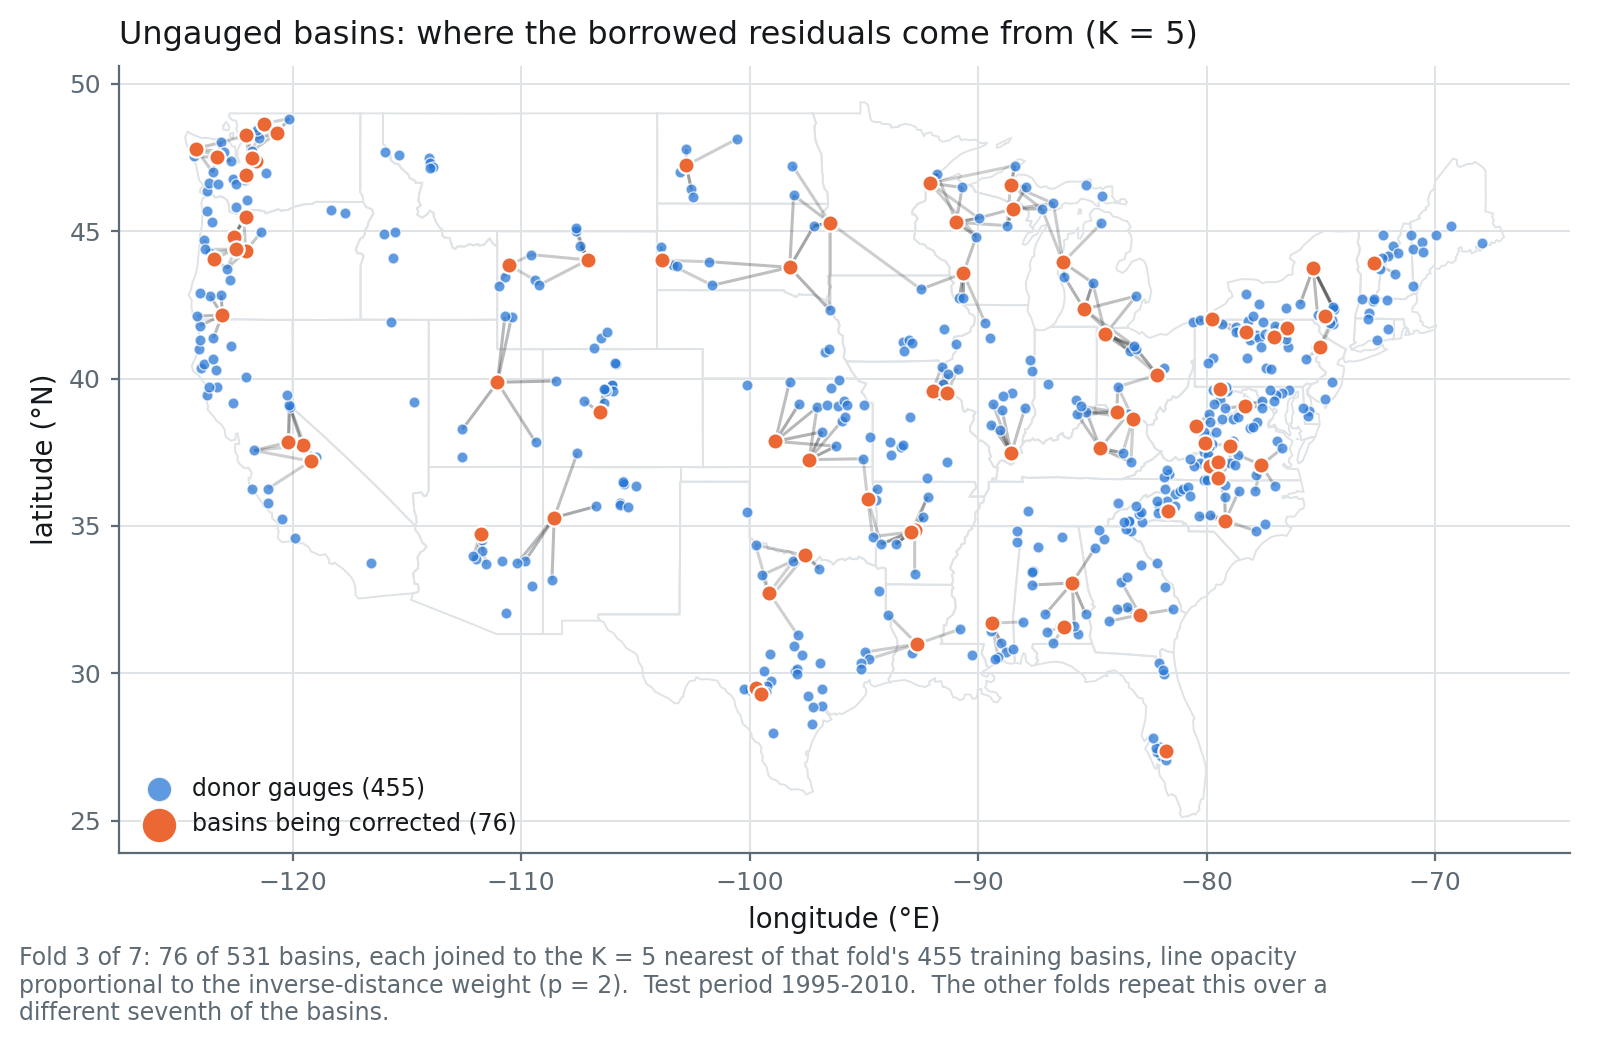 Ungauged basins: where the borrowed residuals come from (K = 5)
50
45
40
35
30
25
latitude (°N)
donor gauges (455)
basins being corrected (76)
−120
−110
−100
−90
−80
−70
longitude (°E)
Fold 3 of 7: 76 of 531 basins, each joined to the K = 5 nearest of that fold's 455 training basins, line opacity
proportional to the inverse-distance weight (p = 2).  Test period 1995-2010.  The other folds repeat this over a
different seventh of the basins.